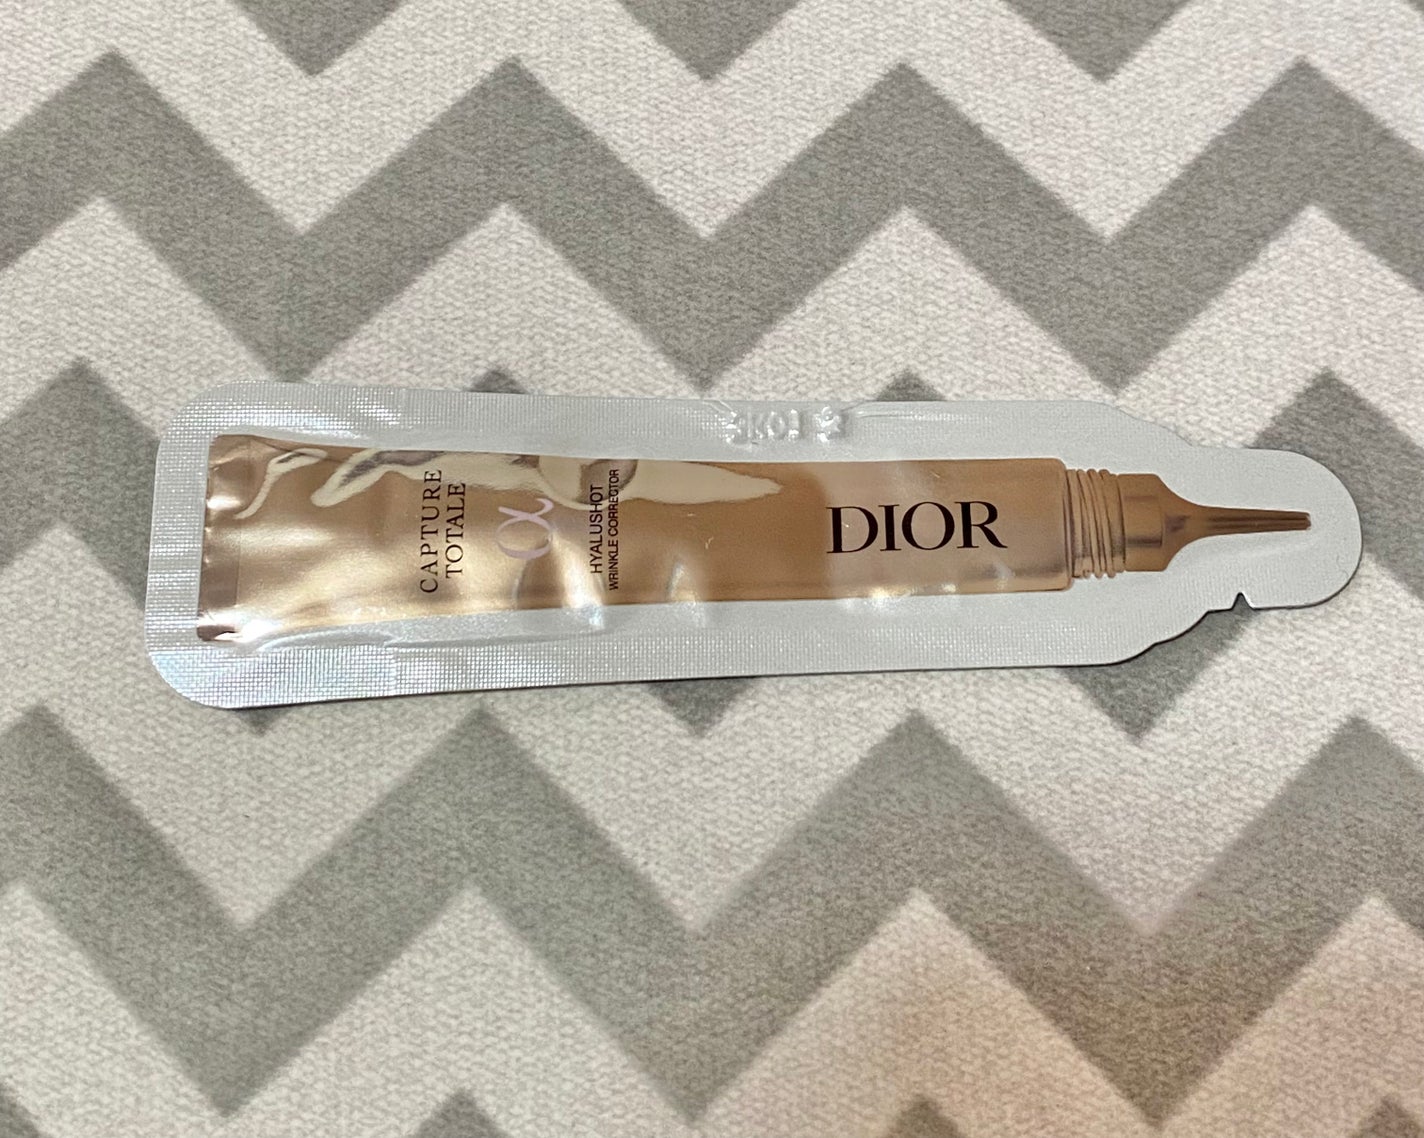 CAPTURE
TOTALE
α
HYALUSHOT
WRINKLE CORRECTOR
DIOR